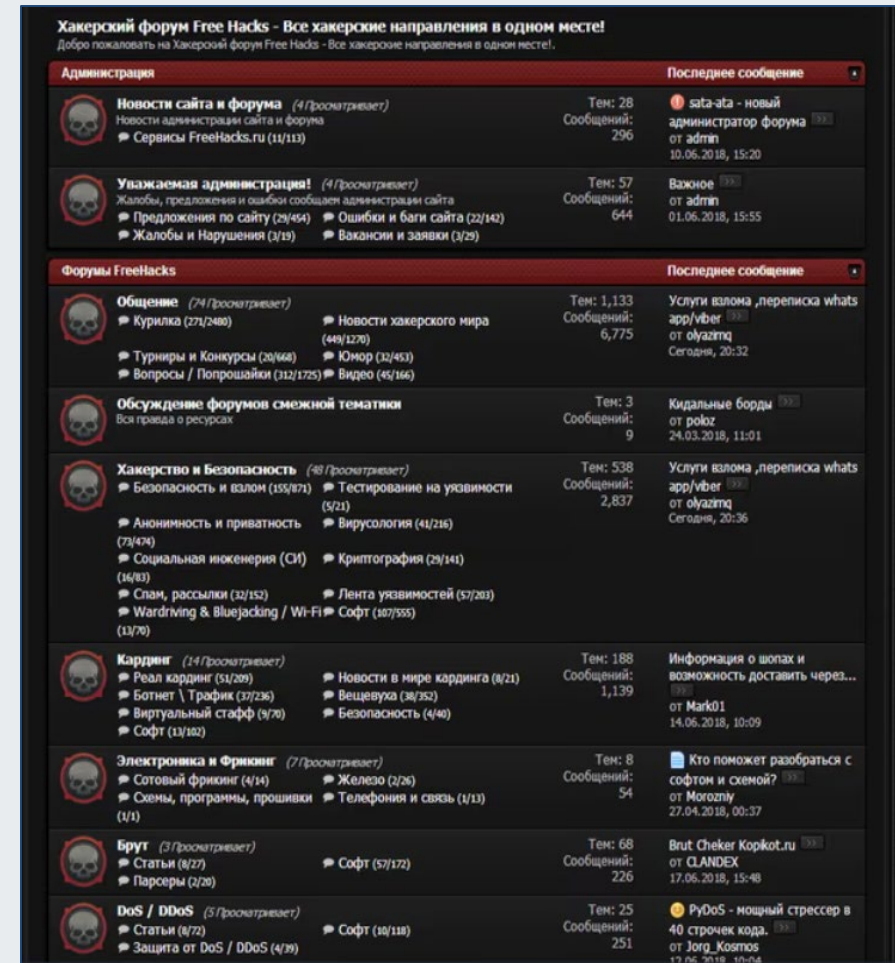 Хакерский форум Free Hacks - Все хакерские направления в одном месте!
Добро пожаловать на Хакерский форум Free Hacks - Все хакерские направления в одном месте!.
Администрация Последнее сообщение
Новости сайта и форума (4 Просматривает)
Новости администрации сайта и форума
Сервисы FreeHacks.ru (11/113)
Тем: 28
Сообщений:
296
sata-ata - новый
администратор форума
от admin
10.06.2018, 15:20
Уважаемая администрация! (4 Просматривает)
Жалобы, предложения и ошибки сообщаем администрации сайта
Предложения по сайту (29/454) Ошибки и баги сайта (22/142)
Жалобы и Нарушения (3/19) Вакансии и заявки (3/29)
Тем: 57
Сообщений:
644
Важное
от admin
01.06.2018, 15:55
Форумы FreeHacks Последнее сообщение
Общение (74 Просматривает)
Курилка (271/2480) Новости хакерского мира
(449/1270)
Турниры и Конкурсы (20/668) Юмор (32/453)
Вопросы / Попрошайки (312/1725) Видео (45/166)
Тем: 1,133
Сообщений:
6,775
Услуги взлома ,переписка whats
app/viber
от olyazimq
Сегодня, 20:32
Обсуждение форумов смежной тематики
Вся правда о ресурсах
Тем: 3
Сообщений:
9
Кидальные борды
от poloz
24.03.2018, 11:01
Хакерство и Безопасность (48 Просматривает)
Безопасность и взлом (155/871) Тестирование на уязвимости
(5/21)
Анонимность и приватность Вирусология (41/216)
(73/474)
Социальная инженерия (СИ) Криптография (29/141)
(16/83)
Спам, рассылки (32/152) Лента уязвимостей (57/203)
Wardriving & Bluejacking / Wi-Fi Софт (107/555)
(13/70)
Тем: 538
Сообщений:
2,837
Услуги взлома ,переписка whats
app/viber
от olyazimq
Сегодня, 20:36
Кардинг (14 Просматривает)
Реал кардинг (51/209) Новости в мире кардинга (8/21)
Ботнет \ Трафик (37/236) Вещевуха (38/352)
Виртуальный стафф (9/70) Безопасность (4/40)
Софт (13/102)
Тем: 188
Сообщений:
1,139
Информация о шопах и
возможность доставить через...
от Mark01
14.06.2018, 10:09
Электроника и Фрикинг (7 Просматривает)
Сотовый фрикинг (4/14) Железо (2/26)
Схемы, программы, прошивки Телефония и связь (1/13)
(1/1)
Тем: 8
Сообщений:
54
Кто поможет разобраться с
софтом и схемой?
от Morozniy
27.04.2018, 00:37
Брут (3 Просматривает)
Статьи (8/27) Софт (57/172)
Парсеры (2/20)
Тем: 68
Сообщений:
226
Brut Cheker Kopikot.ru
от CLANDEX
17.06.2018, 15:48
DoS / DDoS (5 Просматривает)
Статьи (8/72) Софт (10/118)
Защита от DoS / DDoS (4/39)
Тем: 25
Сообщений:
251
PyDoS - мощный стрессер в
40 строчек кода.
от Jorg_Kosmos
12.06.2018, 10:04